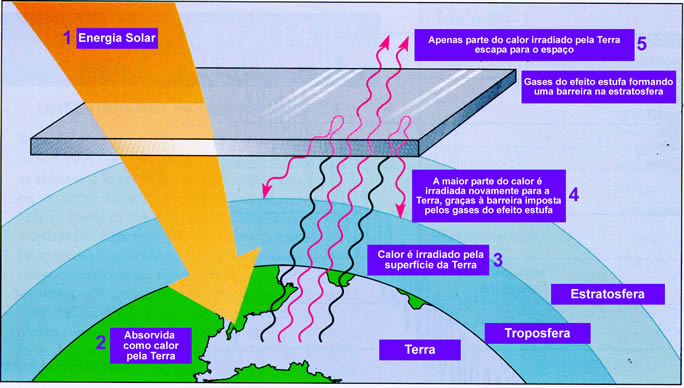 1 Energia Solar
Apenas parte do calor irradiado pela Terra
escapa para o espaço
5
Gases do efeito estufa formando
uma barreira na estratosfera
A maior parte do calor é
irradiada novamente para a
Terra, graças à barreira imposta
pelos gases do efeito estufa
4
Calor é irradiado pela
superfície da Terra
3
Estratosfera
Troposfera
Terra
2
Absorvida
como calor
pela Terra